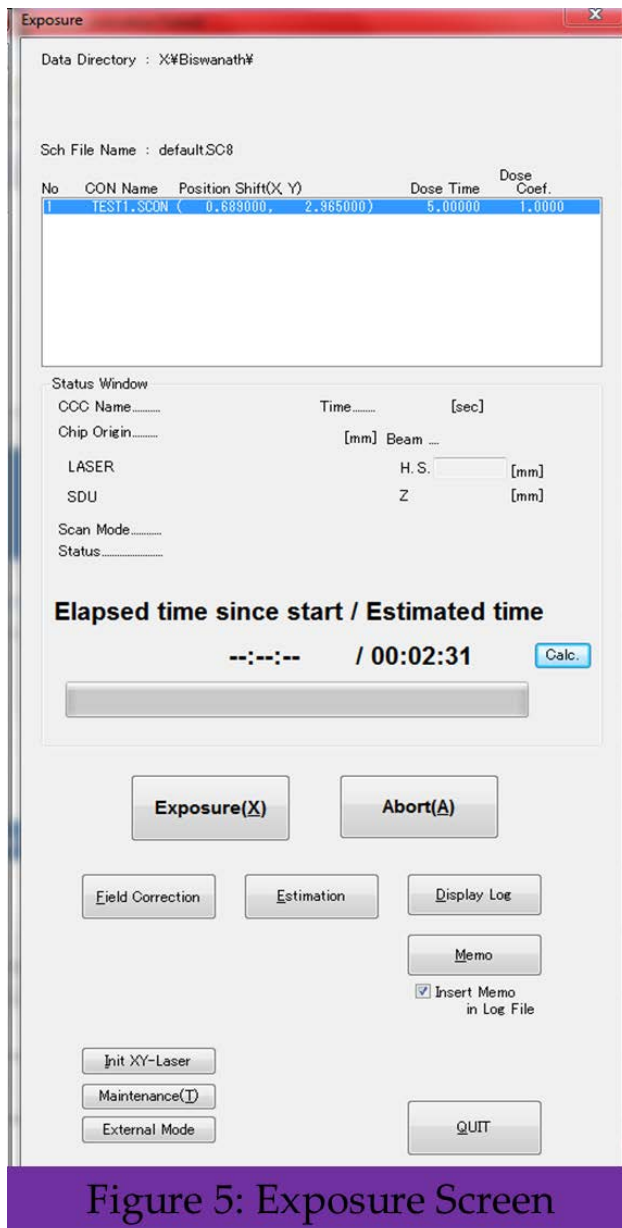 Exposure
Data Directory : X¥Biswanath¥
Sch File Name : default.SC8
No CON Name Position Shift(X, Y) Dose Time Dose Coef.
1 TEST1.SCON ( 0.689000, 2.965000) 5.00000 1.0000
Status Window
CCC Name.......... Time........ [sec]
Chip Origin......... [mm] Beam ....
LASER H. S. [mm]
SDU Z [mm]
Scan Mode...........
Status......................
Elapsed time since start / Estimated time
--:--:-- / 00:02:31 Calc.
Exposure(X) Abort(A)
Field Correction Estimation Display Log
Memo
Insert Memo
in Log File
Init XY-Laser
Maintenance(T)
External Mode QUIT
Figure 5: Exposure Screen